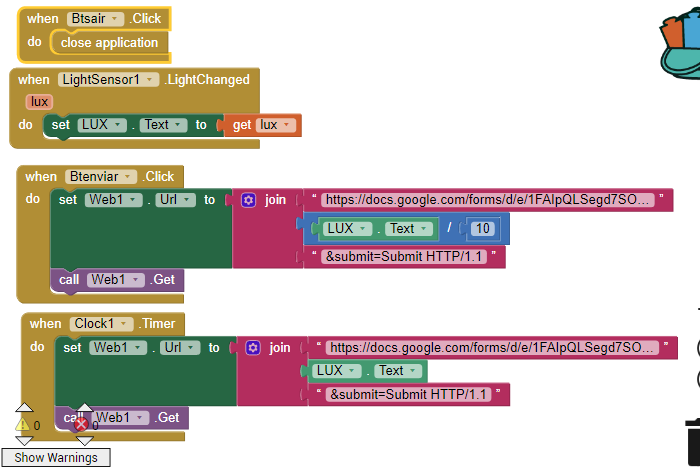 when Btsair .Click
do close application
when LightSensor1 .LightChanged
lux
do set LUX . Text to get lux
when Btenviar .Click
do set Web1 . Url to join “ https://docs.google.com/forms/d/e/1FAIpQLSegd7SO... ”
LUX . Text / 10
“ &submit=Submit HTTP/1.1 ”
call Web1 .Get
when Clock1 .Timer
do set Web1 . Url to join “ https://docs.google.com/forms/d/e/1FAIpQLSegd7SO... ”
LUX . Text
“ &submit=Submit HTTP/1.1 ”
call Web1 .Get
0 0
Show Warnings